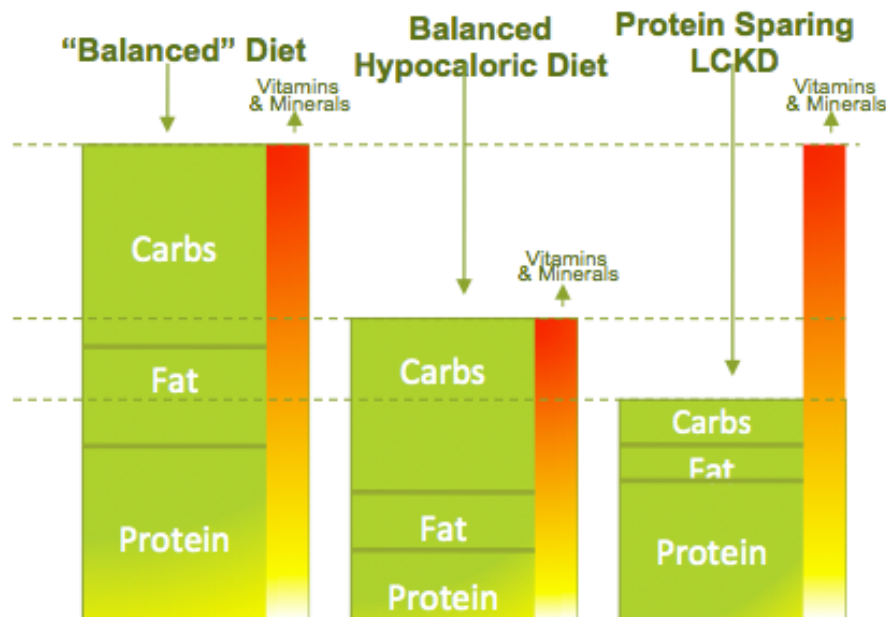 “Balanced” Diet
Balanced
Hypocaloric Diet
Protein Sparing
LCKD
Vitamins
& Minerals
Vitamins
& Minerals
Vitamins
& Minerals
Carbs
Fat
Protein
Carbs
Fat
Protein
Carbs
Fat
Protein